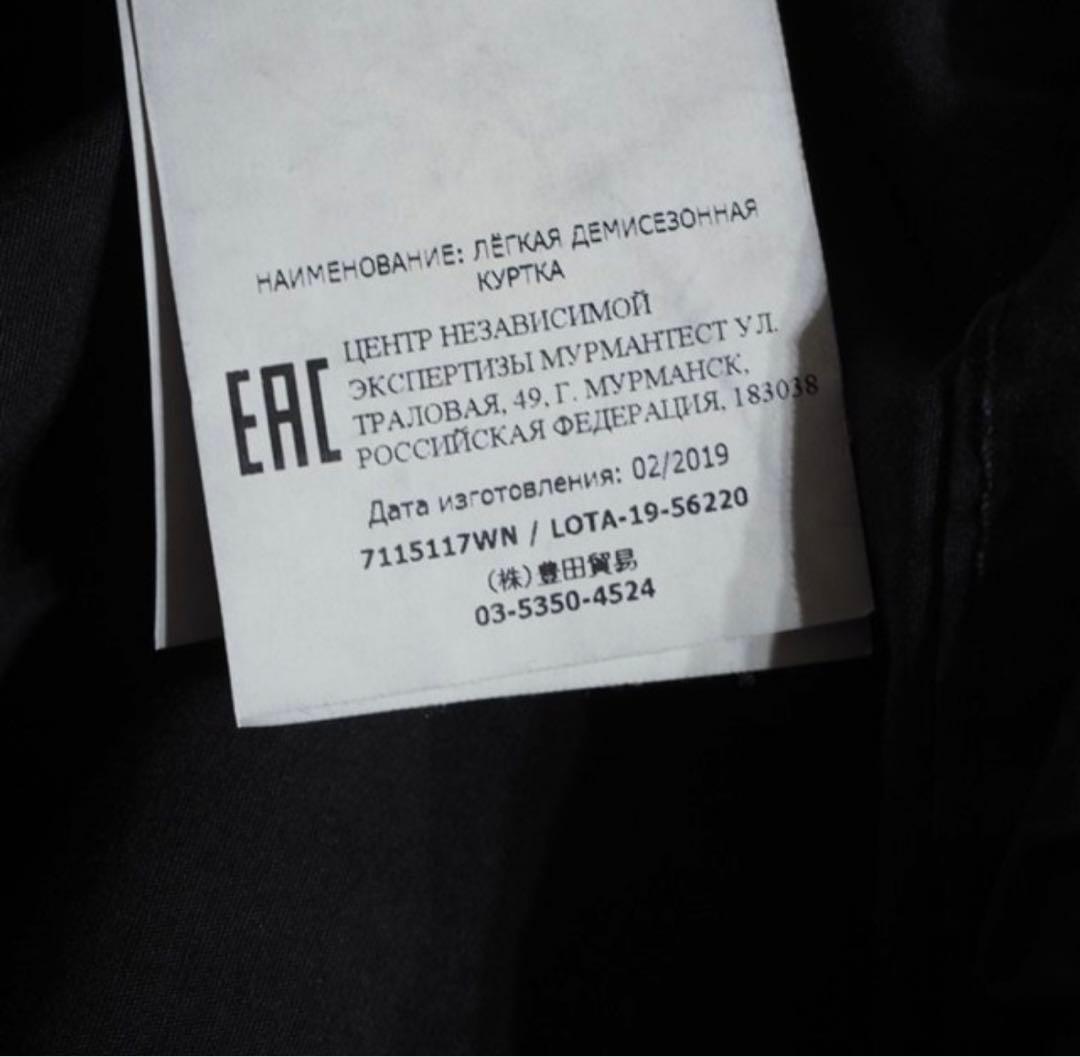 НАИМЕНОВАНИЕ: ЛЁГКАЯ ДЕМИСЕЗОННАЯ
КУРТКА
EAC
ЦЕНТР НЕЗАВИСИМОЙ
ЭКСПЕРТИЗЫ МУРМАНТЕСТ УЛ.
ТРАЛОВАЯ, 49, Г. МУРМАНСК,
РОССИЙСКАЯ ФЕДЕРАЦИЯ, 183038
Дата изготовления: 02/2019
7115117WN / LOTA-19-56220
(株)豊田貿易
03-5350-4524